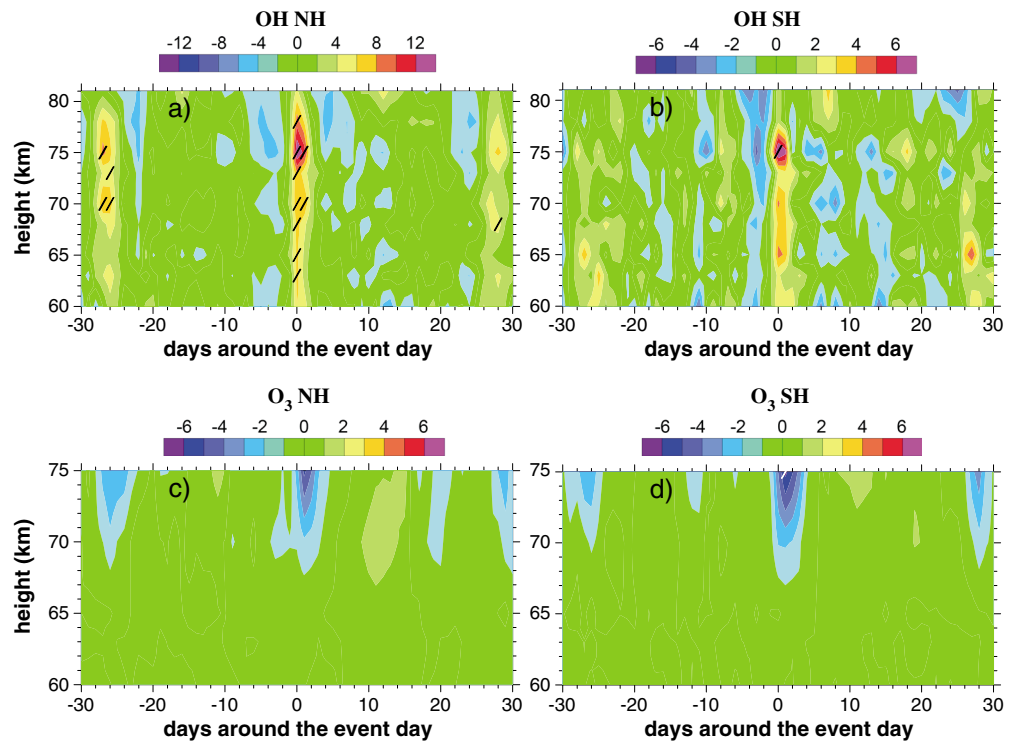 OH NH
-12 -8 -4 0 4 8 12
OH SH
-6 -4 -2 0 2 4 6
a)
b)
80
75
70
65
60
height (km)
-30 -20 -10 0 10 20 30
days around the event day
80
75
70
65
60
-30 -20 -10 0 10 20 30
days around the event day
O3 NH
-6 -4 -2 0 2 4 6
O3 SH
-6 -4 -2 0 2 4 6
c)
d)
75
70
65
60
height (km)
-30 -20 -10 0 10 20 30
days around the event day
75
70
65
60
-30 -20 -10 0 10 20 30
days around the event day